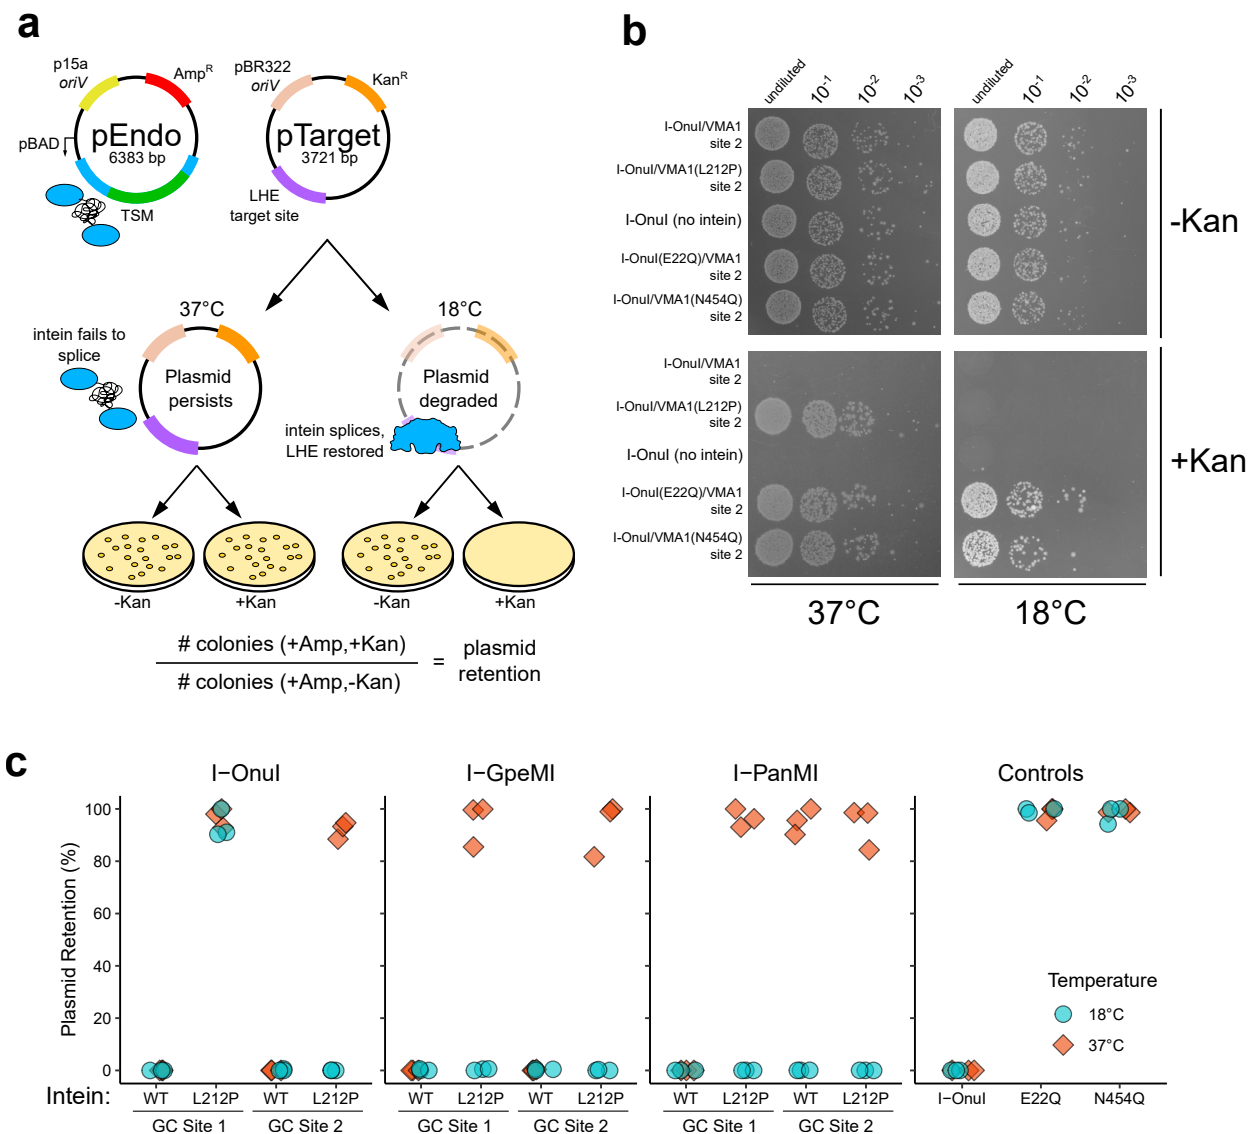 a
p15a
oriV
AmpR
pBAD
pEndo
6383 bp
TSM
pBR322
oriV
KanR
pTarget
3721 bp
LHE
target site
37°C
intein fails to
splice
Plasmid
persists
18°C
Plasmid
degraded
intein splices,
LHE restored
-Kan
+Kan
-Kan
+Kan
# colonies (+Amp,+Kan)
# colonies (+Amp,-Kan)
=
plasmid
retention
b
undiluted 10-1 10-2 10-3 undiluted 10-1 10-2 10-3
I-OnuI/VMA1
site 2
I-OnuI/VMA1(L212P)
site 2
I-OnuI (no intein)
I-OnuI(E22Q)/VMA1
site 2
I-OnuI/VMA1(N454Q)
site 2
-Kan
I-OnuI/VMA1
site 2
I-OnuI/VMA1(L212P)
site 2
I-OnuI (no intein)
I-OnuI(E22Q)/VMA1
site 2
I-OnuI/VMA1(N454Q)
site 2
+Kan
37°C 18°C
c
I−OnuI I−GpeMI I−PanMI Controls
Plasmid Retention (%)
100
80
60
40
20
0
Temperature
18°C
37°C
Intein: WT L212P WT L212P WT L212P WT L212P WT L212P WT L212P I−OnuI E22Q N454Q
GC Site 1 GC Site 2 GC Site 1 GC Site 2 GC Site 1 GC Site 2